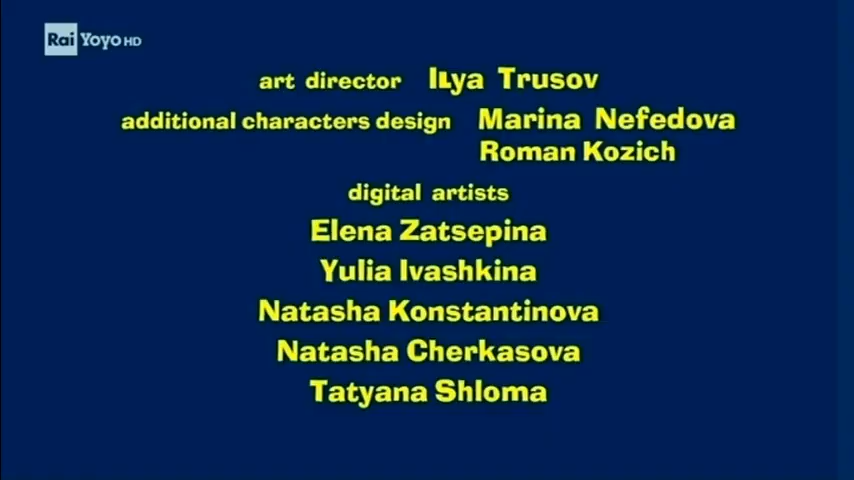 Rai Yoyo HD
art director ILya Trusov
additional characters design Marina Nefedova
Roman Kozich
digital artists
Elena Zatsepina
Yulia Ivashkina
Natasha Konstantinova
Natasha Cherkasova
Tatyana Shloma